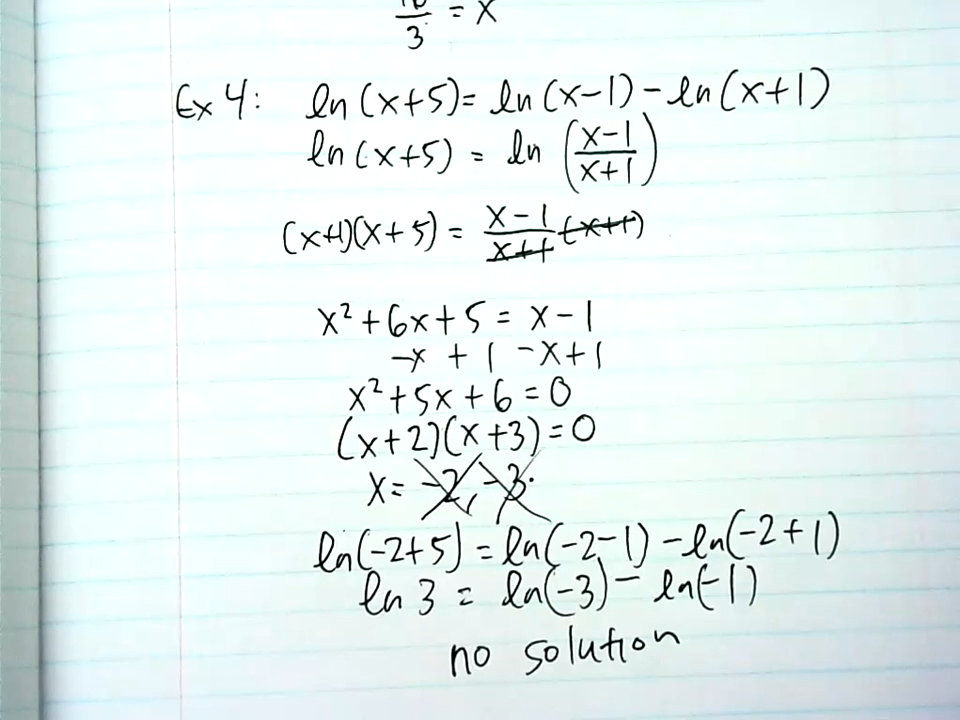 10/3 = x
Ex 4: ln (x+5) = ln (x-1) - ln (x+1)
ln (x+5) = ln ((x-1)/(x+1))
(x+1)(x+5) = (x-1)/(x+1) (x+1)
x² + 6x + 5 = x - 1
-x + 1 -x+1
x² + 5x + 6 = 0
(x+2)(x+3) = 0
x = -2, -3.
ln(-2+5) = ln(-2-1) - ln(-2+1)
ln 3 = ln(-3) - ln(-1)
no solution